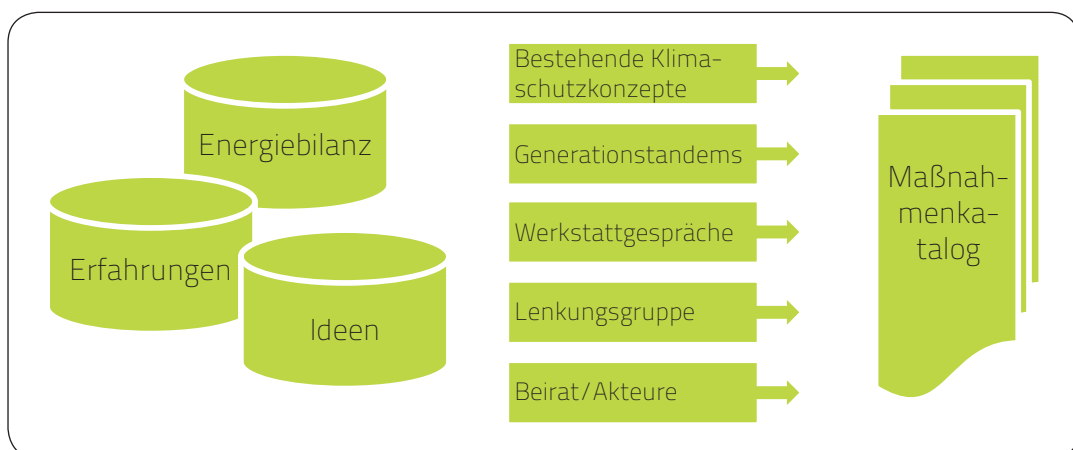 Energiebilanz
Erfahrungen
Ideen
Bestehende Klima-
schutzkonzepte
Generationstandems
Werkstattgespräche
Lenkungsgruppe
Beirat/Akteure
Maßnah-
menka-
talog